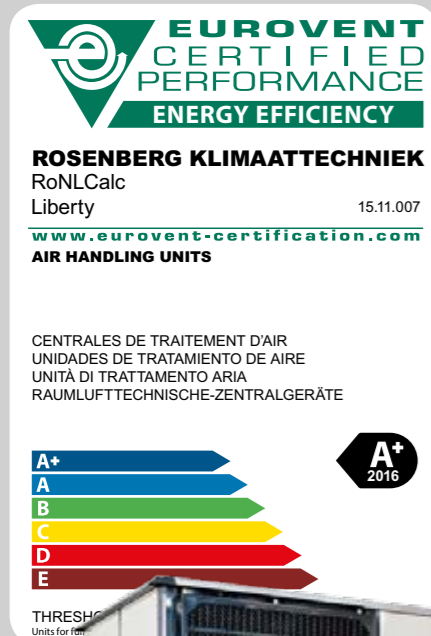 EUROVENT
CERTIFIED
PERFORMANCE
ENERGY EFFICIENCY
ROSENBERG KLIMAATTECHNIEK
RoNLCalc
Liberty 15.11.007
www.eurovent-certification.com
AIR HANDLING UNITS
CENTRALES DE TRAITEMENT D'AIR
UNIDADES DE TRATAMIENTO DE AIRE
UNITÀ DI TRATTAMENTO ARIA
RAUMLUFTTECHNISCHE-ZENTRALGERÄTE
A+
A+
2016
A
B
C
D
E
Units for